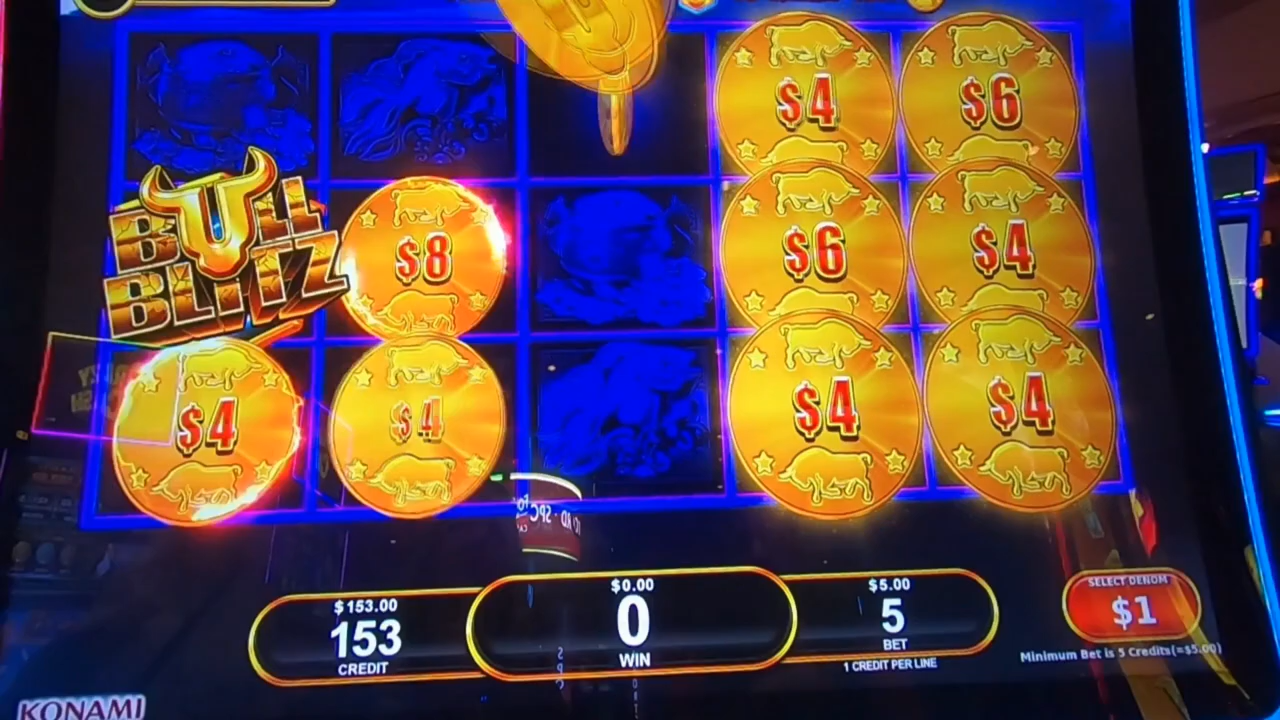 $4
$6
BULL
BLITZ
$8
$6
$4
$4
$4
$4
$4
$153.00
153
CREDIT
$0.00
0
WIN
$5.00
5
BET
1 CREDIT PER LINE
SELECT DENOM
$1
Minimum Bet is 5 Credits(=$5.00)
KONAMI